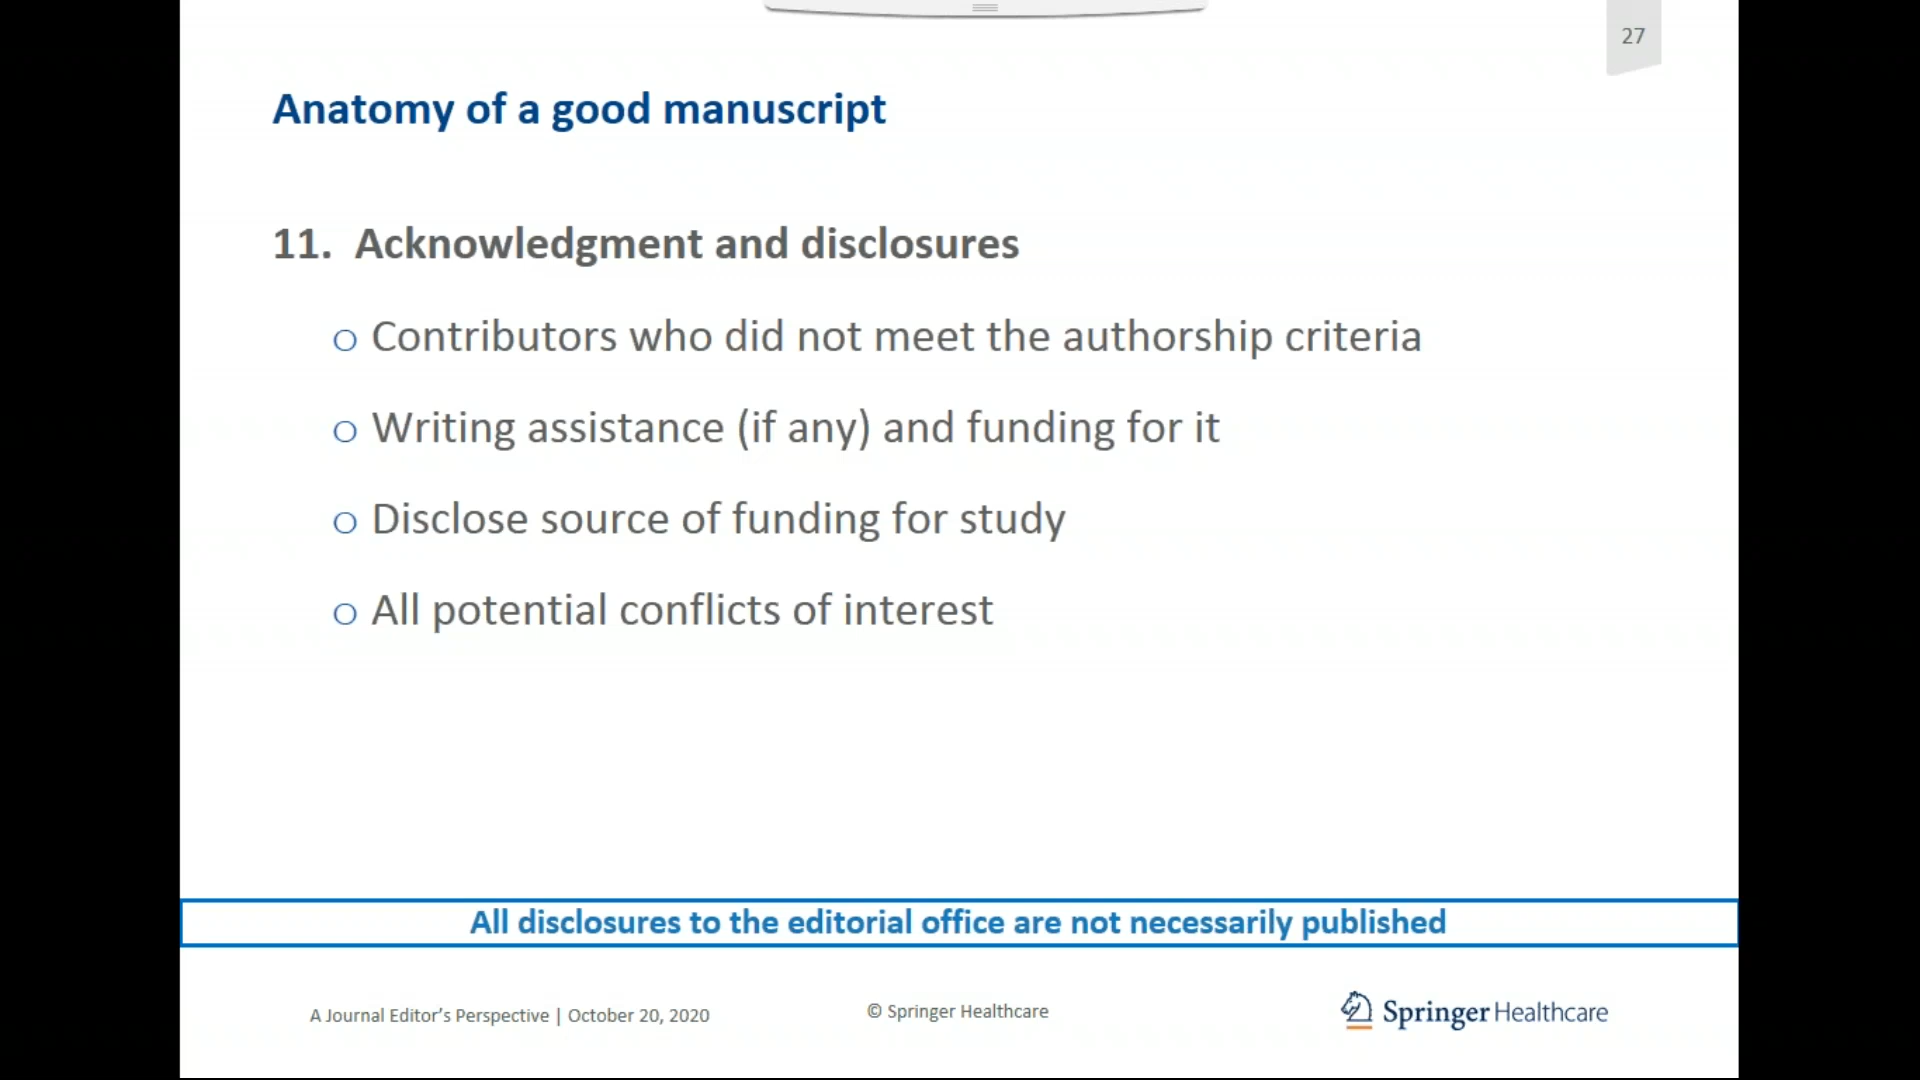 27
Anatomy of a good manuscript
11. Acknowledgment and disclosures
o Contributors who did not meet the authorship criteria
o Writing assistance (if any) and funding for it
o Disclose source of funding for study
o All potential conflicts of interest
All disclosures to the editorial office are not necessarily published
A Journal Editor’s Perspective | October 20, 2020
© Springer Healthcare
Springer Healthcare